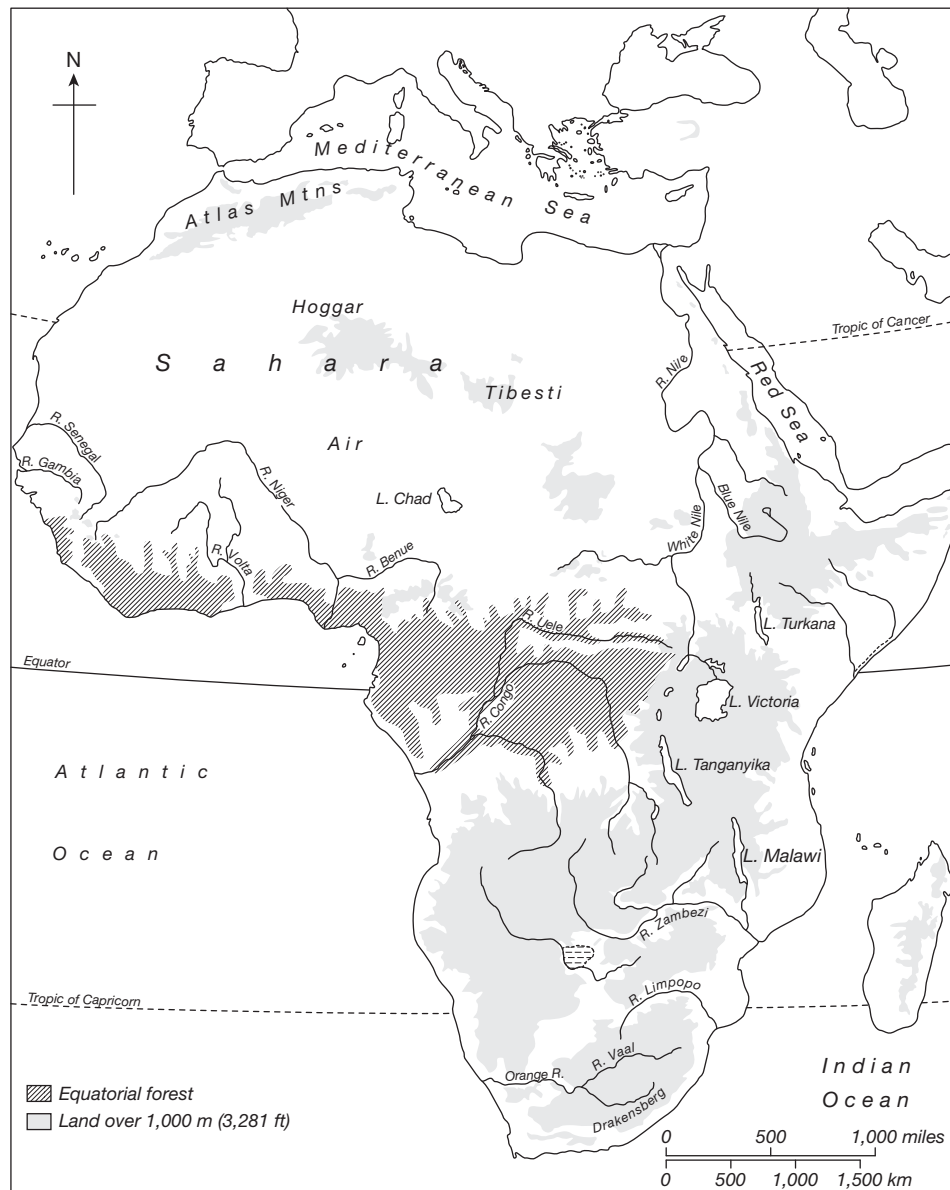 N
Mediterranean Sea
Atlas Mtns
Hoggar
Tropic of Cancer
Sahara
R. Nile
Red Sea
Tibesti
R. Senegal
Air
R. Gambia
R. Niger
L. Chad
Blue Nile
White Nile
R. Volta
R. Benue
R. Uele
L. Turkana
Equator
R. Congo
L. Victoria
Atlantic
Ocean
L. Tanganyika
L. Malawi
R. Zambezi
Tropic of Capricorn
R. Limpopo
R. Vaal
Orange R.
Drakensberg
Indian
Ocean
Equatorial forest
Land over 1,000 m (3,281 ft)
0 500 1,000 miles
0 500 1,000 1,500 km